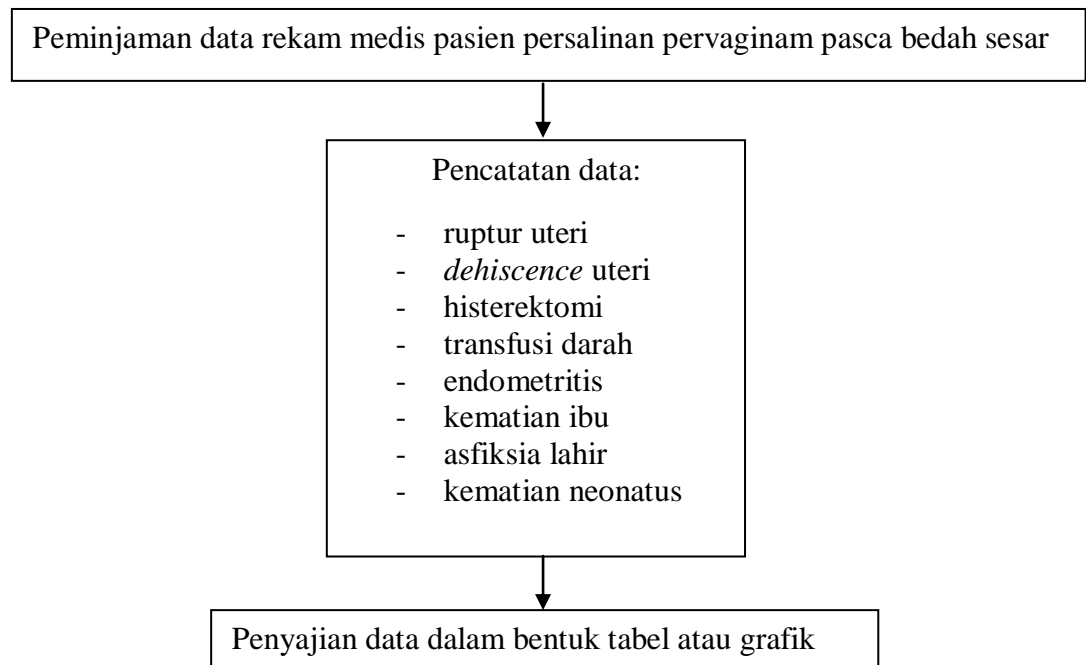 Peminjaman data rekam medis pasien persalinan pervaginam pasca bedah sesar
Pencatatan data:
- ruptur uteri
- dehiscence uteri
- histerektomi
- transfusi darah
- endometritis
- kematian ibu
- asfiksia lahir
- kematian neonatus
Penyajian data dalam bentuk tabel atau grafik